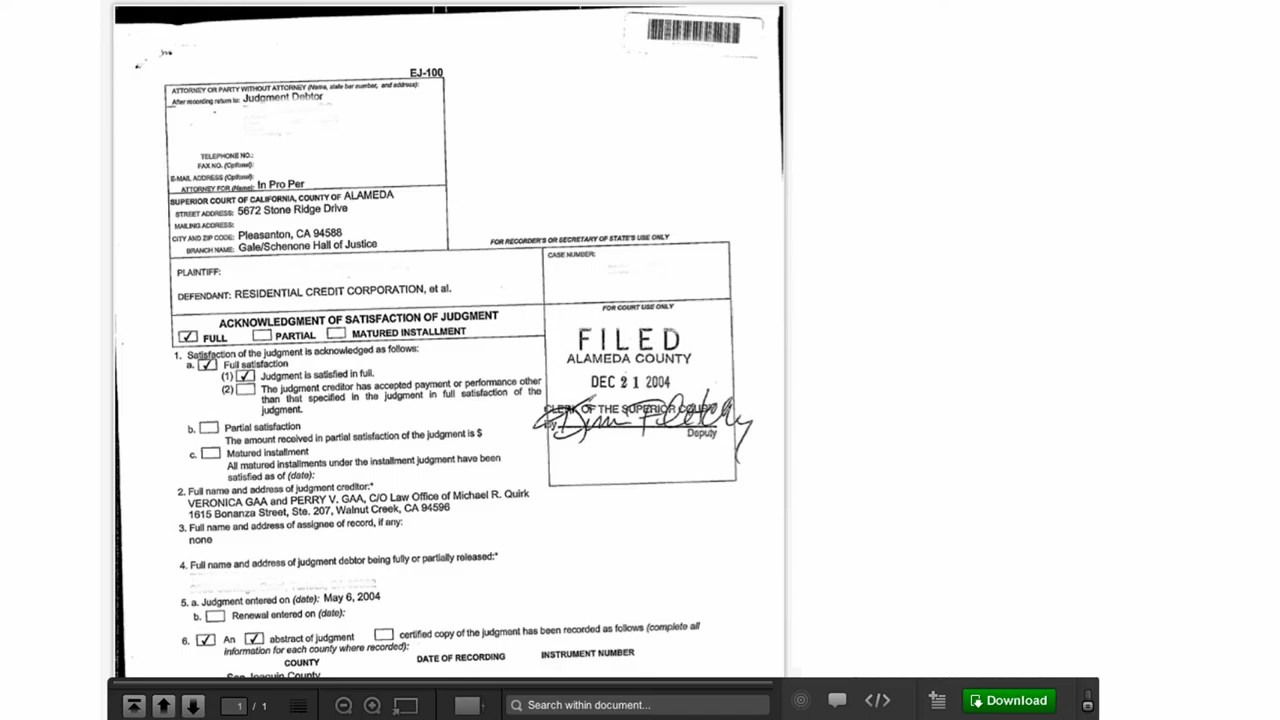 EJ-100
ATTORNEY OR PARTY WITHOUT ATTORNEY (Name, state bar number, and address):
After recording return to: Judgment Debtor
TELEPHONE NO.:
FAX NO. (Optional):
E-MAIL ADDRESS (Optional):
ATTORNEY FOR (Name): In Pro Per
SUPERIOR COURT OF CALIFORNIA, COUNTY OF ALAMEDA
STREET ADDRESS: 5672 Stone Ridge Drive
MAILING ADDRESS:
CITY AND ZIP CODE: Pleasanton, CA 94588
BRANCH NAME: Gale/Schenone Hall of Justice
FOR RECORDER'S OR SECRETARY OF STATE'S USE ONLY
PLAINTIFF:
CASE NUMBER:
DEFENDANT: RESIDENTIAL CREDIT CORPORATION, et al.
ACKNOWLEDGMENT OF SATISFACTION OF JUDGMENT
FULL PARTIAL MATURED INSTALLMENT
FOR COURT USE ONLY
FILED
ALAMEDA COUNTY
DEC 21 2004
CLERK OF THE SUPERIOR COURT
By
Deputy
1. Satisfaction of the judgment is acknowledged as follows:
a. Full satisfaction
(1) Judgment is satisfied in full.
(2) The judgment creditor has accepted payment or performance other
than that specified in the judgment in full satisfaction of the
judgment.
b. Partial satisfaction
The amount received in partial satisfaction of the judgment is $
c. Matured installment
All matured installments under the installment judgment have been
satisfied as of (date):
2. Full name and address of judgment creditor:*
VERONICA GAA and PERRY V. GAA, C/O Law Office of Michael R. Quirk
1615 Bonanza Street, Ste. 207, Walnut Creek, CA 94596
3. Full name and address of assignee of record, if any:
none
4. Full name and address of judgment debtor being fully or partially released:*
5. a. Judgment entered on (date): May 6, 2004
b. Renewal entered on (date):
6. An abstract of judgment certified copy of the judgment has been recorded as follows (complete all
information for each county where recorded):
COUNTY DATE OF RECORDING INSTRUMENT NUMBER
San Joaquin County
1 / 1
Search within document...
Download